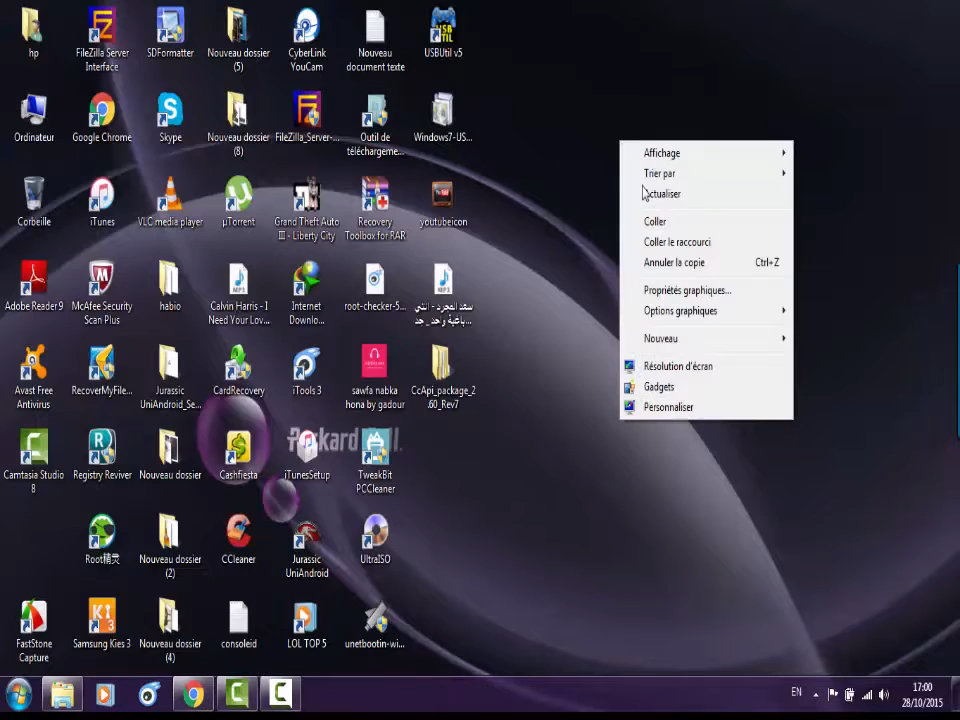 hp
FileZilla Server
Interface
SDFormatter
Nouveau dossier
(5)
CyberLink
YouCam
Nouveau
document texte
USBUtil v5
Ordinateur
Google Chrome
Skype
Nouveau dossier
(8)
FileZilla_Server-...
Outil de
téléchargeme...
Windows7-US...
Corbeille
iTunes
VLC media player
µTorrent
Grand Theft Auto
III - Liberty City
Recovery
Toolbox for RAR
youtubeicon
Adobe Reader 9
McAfee Security
Scan Plus
habio
Calvin Harris - I
Need Your Lov...
Internet
Downlo...
root-checker-5...
سعد المجرد - انتي
باغية واحد_جد...
Avast Free
Antivirus
RecoverMyFile...
Jurassic
UniAndroid_Se...
CardRecovery
iTools 3
sawfa nabka
hona by gadour
CcApi_package_2
.60_Rev7
Camtasia Studio
8
Registry Reviver
Nouveau dossier
Cashfiesta
iTunesSetup
TweakBit
PCCleaner
Root精灵
Nouveau dossier
(2)
CCleaner
Jurassic
UniAndroid
UltraISO
FastStone
Capture
Samsung Kies 3
Nouveau dossier
(4)
consoleid
LOL TOP 5
unetbootin-wi...
Affichage
Trier par
Actualiser
Coller
Coller le raccourci
Annuler la copie Ctrl+Z
Propriétés graphiques...
Options graphiques
Nouveau
Résolution d'écran
Gadgets
Personnaliser
EN
17:00
28/10/2015